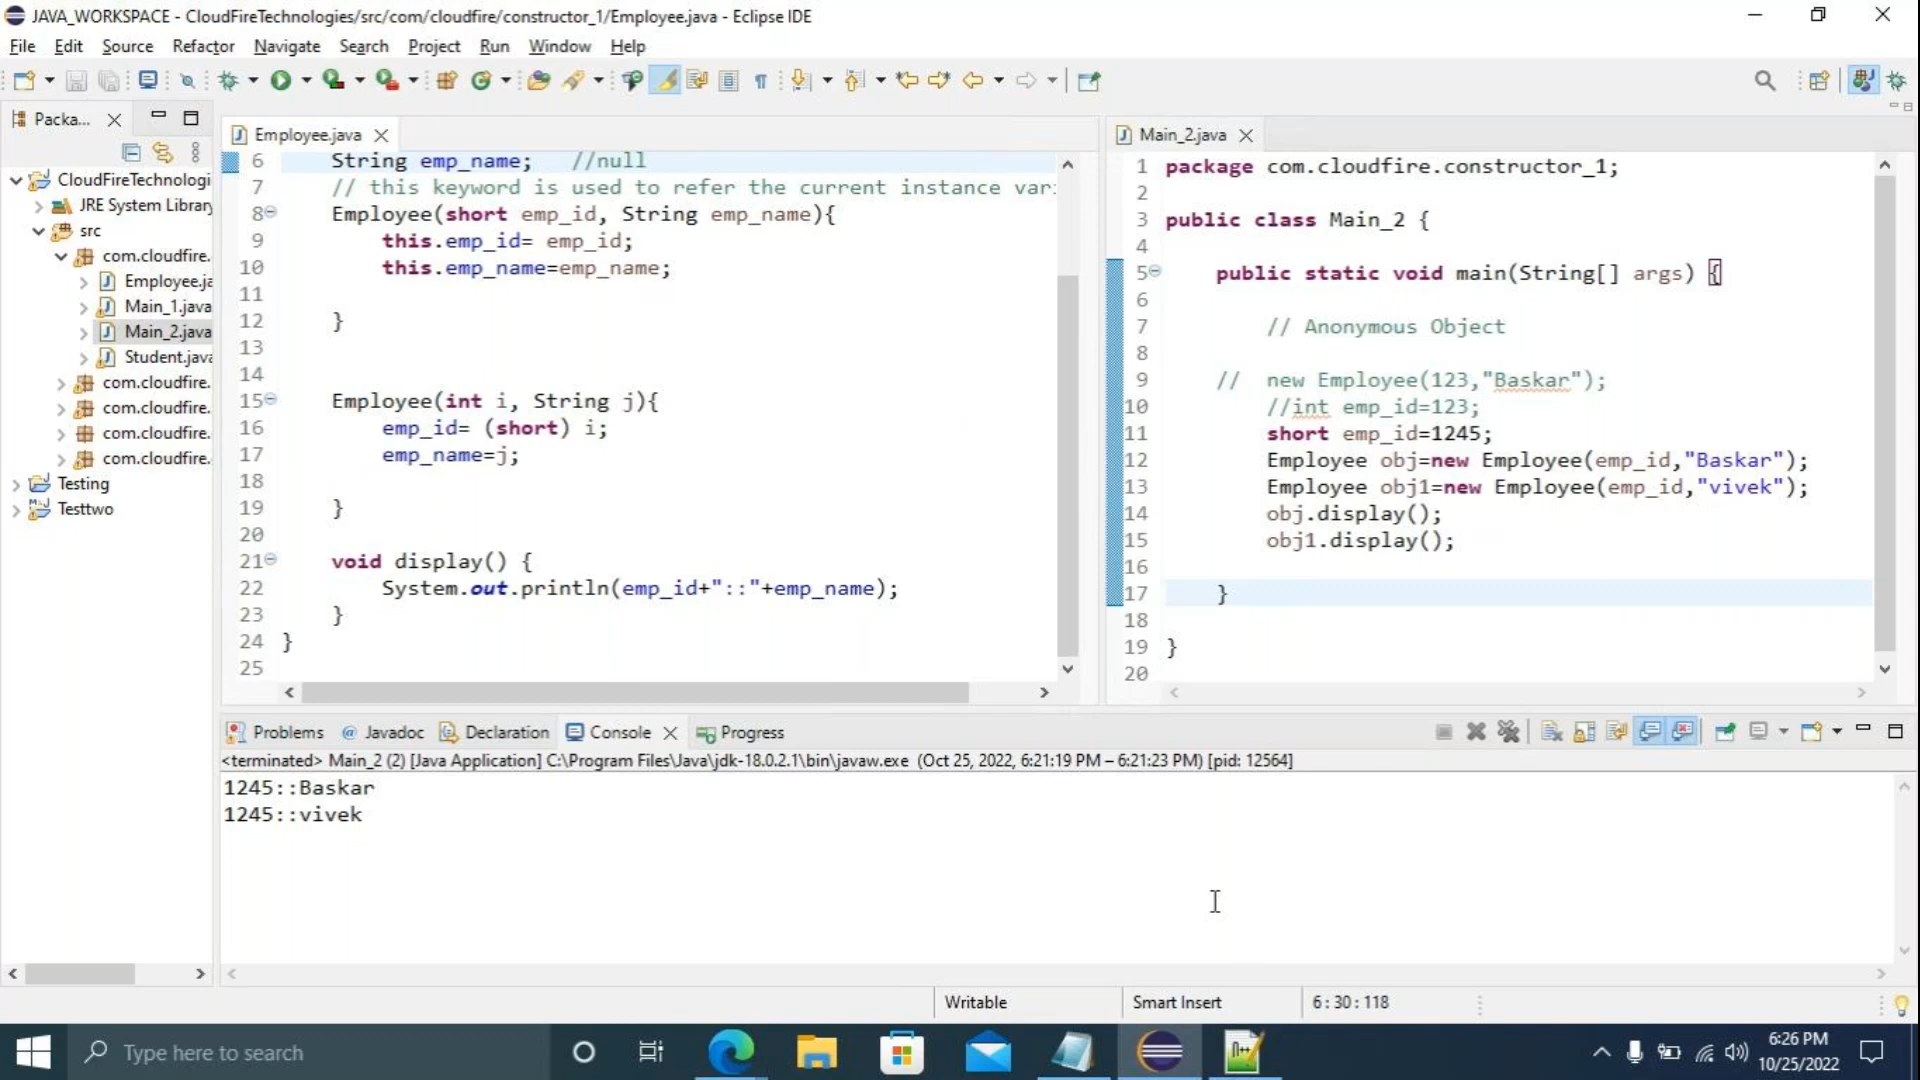 JAVA_WORKSPACE - CloudFireTechnologies/src/com/cloudfire/constructor_1/Employee.java - Eclipse IDE
File Edit Source Refactor Navigate Search Project Run Window Help
Packa...
CloudFireTechnologi
JRE System Library
src
com.cloudfire.
Employee.ja
Main_1.java
Main_2.java
Student.java
com.cloudfire.
com.cloudfire.
com.cloudfire.
com.cloudfire.
Testing
Testtwo
Employee.java
6 String emp_name; //null
7 // this keyword is used to refer the current instance var
8 Employee(short emp_id, String emp_name){
9 this.emp_id= emp_id;
10 this.emp_name=emp_name;
11
12 }
13
14
15 Employee(int i, String j){
16 emp_id= (short) i;
17 emp_name=j;
18
19 }
20
21 void display() {
22 System.out.println(emp_id+"::"+emp_name);
23 }
24 }
25
Main_2.java
1 package com.cloudfire.constructor_1;
2
3 public class Main_2 {
4
5 public static void main(String[] args) {
6
7 // Anonymous Object
8
9 // new Employee(123,"Baskar");
10 //int emp_id=123;
11 short emp_id=1245;
12 Employee obj=new Employee(emp_id,"Baskar");
13 Employee obj1=new Employee(emp_id,"vivek");
14 obj.display();
15 obj1.display();
16
17 }
18
19 }
20
Problems @ Javadoc Declaration Console Progress
<terminated> Main_2 (2) [Java Application] C:\Program Files\Java\jdk-18.0.2.1\bin\javaw.exe (Oct 25, 2022, 6:21:19 PM – 6:21:23 PM) [pid: 12564]
1245::Baskar
1245::vivek
Writable Smart Insert 6 : 30 : 118
Type here to search
6:26 PM
10/25/2022